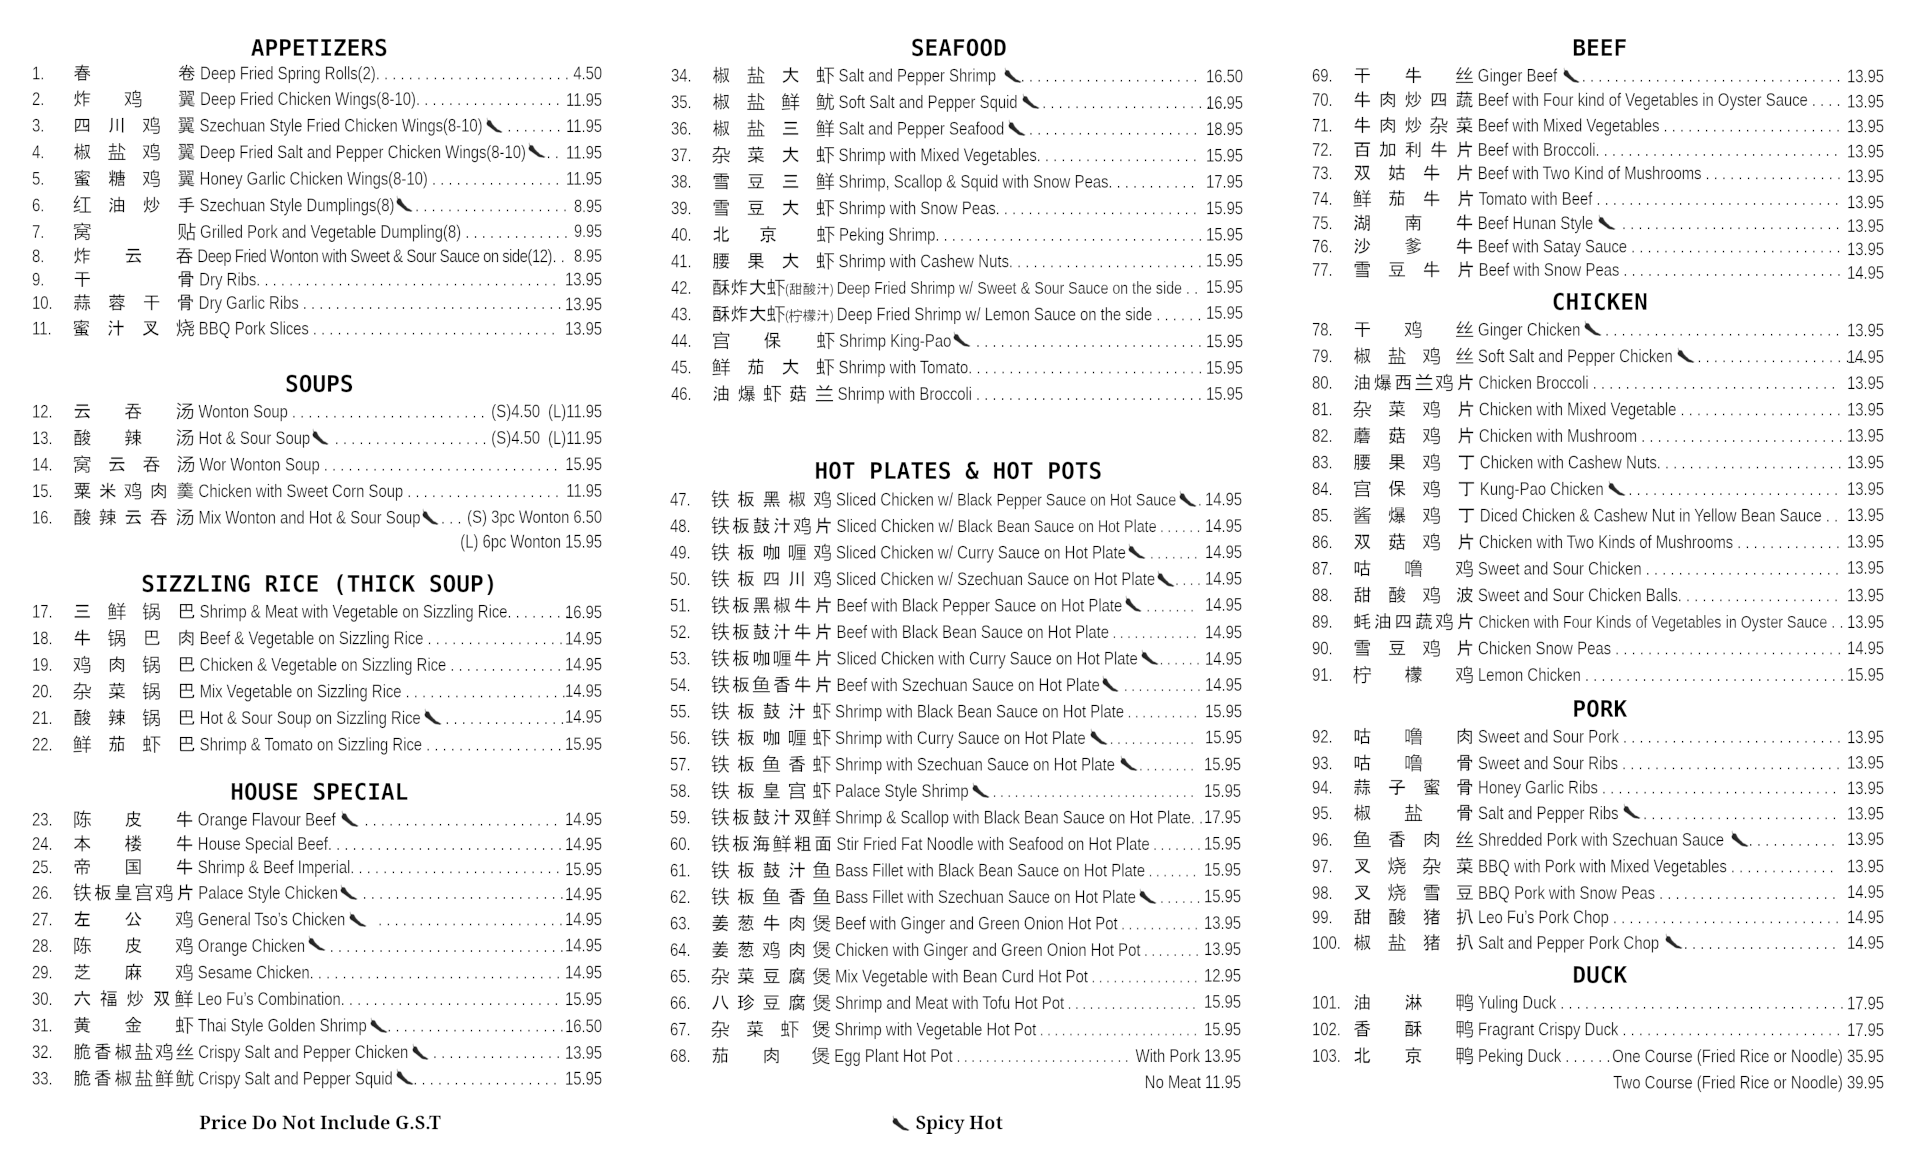 APPETIZERS
1. 春卷 Deep Fried Spring Rolls(2). . . . . . . . . . . . . . . . . . . . . . . . 4.50
2. 炸鸡翼 Deep Fried Chicken Wings(8-10). . . . . . . . . . . . . . . . . . 11.95
3. 四川鸡翼 Szechuan Style Fried Chicken Wings(8-10) . . . . . . . 11.95
4. 椒盐鸡翼 Deep Fried Salt and Pepper Chicken Wings(8-10) . . 11.95
5. 蜜糖鸡翼 Honey Garlic Chicken Wings(8-10) . . . . . . . . . . . . . . . . 11.95
6. 红油炒手 Szechuan Style Dumplings(8) . . . . . . . . . . . . . . . . . . . 8.95
7. 窝贴 Grilled Pork and Vegetable Dumpling(8) . . . . . . . . . . . . . 9.95
8. 炸云吞 Deep Fried Wonton with Sweet & Sour Sauce on side(12). . 8.95
9. 干骨 Dry Ribs. . . . . . . . . . . . . . . . . . . . . . . . . . . . . . . . . . . . . . 13.95
10. 蒜蓉干骨 Dry Garlic Ribs . . . . . . . . . . . . . . . . . . . . . . . . . . . . . . . . 13.95
11. 蜜汁叉烧 BBQ Pork Slices . . . . . . . . . . . . . . . . . . . . . . . . . . . . . . 13.95
SOUPS
12. 云吞汤 Wonton Soup . . . . . . . . . . . . . . . . . . . . . . . . (S)4.50 (L)11.95
13. 酸辣汤 Hot & Sour Soup . . . . . . . . . . . . . . . . . . . (S)4.50 (L)11.95
14. 窝云吞汤 Wor Wonton Soup . . . . . . . . . . . . . . . . . . . . . . . . . . . . . 15.95
15. 粟米鸡肉羹 Chicken with Sweet Corn Soup . . . . . . . . . . . . . . . . . . . 11.95
16. 酸辣云吞汤 Mix Wonton and Hot & Sour Soup . . . (S) 3pc Wonton 6.50
(L) 6pc Wonton 15.95
SIZZLING RICE (THICK SOUP)
17. 三鲜锅巴 Shrimp & Meat with Vegetable on Sizzling Rice. . . . . . . 16.95
18. 牛锅巴肉 Beef & Vegetable on Sizzling Rice . . . . . . . . . . . . . . . . . 14.95
19. 鸡肉锅巴 Chicken & Vegetable on Sizzling Rice . . . . . . . . . . . . . . 14.95
20. 杂菜锅巴 Mix Vegetable on Sizzling Rice . . . . . . . . . . . . . . . . . . . .14.95
21. 酸辣锅巴 Hot & Sour Soup on Sizzling Rice . . . . . . . . . . . . . . .14.95
22. 鲜茄虾巴 Shrimp & Tomato on Sizzling Rice . . . . . . . . . . . . . . . . . 15.95
HOUSE SPECIAL
23. 陈皮牛 Orange Flavour Beef . . . . . . . . . . . . . . . . . . . . . . . . . 14.95
24. 本楼牛 House Special Beef. . . . . . . . . . . . . . . . . . . . . . . . . . . . . 14.95
25. 帝国牛 Shrimp & Beef Imperial. . . . . . . . . . . . . . . . . . . . . . . . . . 15.95
26. 铁板皇宫鸡片 Palace Style Chicken . . . . . . . . . . . . . . . . . . . . . . . . . .14.95
27. 左公鸡 General Tso's Chicken . . . . . . . . . . . . . . . . . . . . . . . .14.95
28. 陈皮鸡 Orange Chicken . . . . . . . . . . . . . . . . . . . . . . . . . . . . . .14.95
29. 芝麻鸡 Sesame Chicken. . . . . . . . . . . . . . . . . . . . . . . . . . . . . . . 14.95
30. 六福炒双鲜 Leo Fu's Combination. . . . . . . . . . . . . . . . . . . . . . . . . . . 15.95
31. 黄金虾 Thai Style Golden Shrimp . . . . . . . . . . . . . . . . . . . . . .16.50
32. 脆香椒盐鸡丝 Crispy Salt and Pepper Chicken . . . . . . . . . . . . . . . . 13.95
33. 脆香椒盐鲜鱿 Crispy Salt and Pepper Squid . . . . . . . . . . . . . . . . . . 15.95
Price Do Not Include G.S.T
SEAFOOD
34. 椒盐大虾 Salt and Pepper Shrimp . . . . . . . . . . . . . . . . . . . . . . 16.50
35. 椒盐鲜鱿 Soft Salt and Pepper Squid . . . . . . . . . . . . . . . . . . . . .16.95
36. 椒盐三鲜 Salt and Pepper Seafood . . . . . . . . . . . . . . . . . . . . . 18.95
37. 杂菜大虾 Shrimp with Mixed Vegetables. . . . . . . . . . . . . . . . . . . . 15.95
38. 雪豆三鲜 Shrimp, Scallop & Squid with Snow Peas. . . . . . . . . . . 17.95
39. 雪豆大虾 Shrimp with Snow Peas. . . . . . . . . . . . . . . . . . . . . . . . . 15.95
40. 北京虾 Peking Shrimp. . . . . . . . . . . . . . . . . . . . . . . . . . . . . . . . .15.95
41. 腰果大虾 Shrimp with Cashew Nuts. . . . . . . . . . . . . . . . . . . . . . . . 15.95
42. 酥炸大虾(甜酸汁) Deep Fried Shrimp w/ Sweet & Sour Sauce on the side . . 15.95
43. 酥炸大虾(柠檬汁) Deep Fried Shrimp w/ Lemon Sauce on the side . . . . . . 15.95
44. 宫保虾 Shrimp King-Pao . . . . . . . . . . . . . . . . . . . . . . . . . . . . 15.95
45. 鲜茄大虾 Shrimp with Tomato. . . . . . . . . . . . . . . . . . . . . . . . . . . . . 15.95
46. 油爆虾菇兰 Shrimp with Broccoli . . . . . . . . . . . . . . . . . . . . . . . . . . . . 15.95
HOT PLATES & HOT POTS
47. 铁板黑椒鸡 Sliced Chicken w/ Black Pepper Sauce on Hot Sauce . 14.95
48. 铁板鼓汁鸡片 Sliced Chicken w/ Black Bean Sauce on Hot Plate . . . . . . 14.95
49. 铁板咖喱鸡 Sliced Chicken w/ Curry Sauce on Hot Plate . . . . . . . 14.95
50. 铁板四川鸡 Sliced Chicken w/ Szechuan Sauce on Hot Plate . . . . 14.95
51. 铁板黑椒牛片 Beef with Black Pepper Sauce on Hot Plate . . . . . . . 14.95
52. 铁板鼓汁牛片 Beef with Black Bean Sauce on Hot Plate . . . . . . . . . . . . 14.95
53. 铁板咖喱牛片 Sliced Chicken with Curry Sauce on Hot Plate . . . . . . 14.95
54. 铁板鱼香牛片 Beef with Szechuan Sauce on Hot Plate . . . . . . . . . . . 14.95
55. 铁板鼓汁虾 Shrimp with Black Bean Sauce on Hot Plate . . . . . . . . . . 15.95
56. 铁板咖喱虾 Shrimp with Curry Sauce on Hot Plate . . . . . . . . . . . . 15.95
57. 铁板鱼香虾 Shrimp with Szechuan Sauce on Hot Plate . . . . . . . . 15.95
58. 铁板皇宫虾 Palace Style Shrimp . . . . . . . . . . . . . . . . . . . . . . . . . . 15.95
59. 铁板鼓汁双鲜 Shrimp & Scallop with Black Bean Sauce on Hot Plate. .17.95
60. 铁板海鲜粗面 Stir Fried Fat Noodle with Seafood on Hot Plate . . . . . . . 15.95
61. 铁板鼓汁鱼 Bass Fillet with Black Bean Sauce on Hot Plate . . . . . . . 15.95
62. 铁板鱼香鱼 Bass Fillet with Szechuan Sauce on Hot Plate . . . . . . 15.95
63. 姜葱牛肉煲 Beef with Ginger and Green Onion Hot Pot . . . . . . . . . . . 13.95
64. 姜葱鸡肉煲 Chicken with Ginger and Green Onion Hot Pot . . . . . . . . 13.95
65. 杂菜豆腐煲 Mix Vegetable with Bean Curd Hot Pot . . . . . . . . . . . . . . . 12.95
66. 八珍豆腐煲 Shrimp and Meat with Tofu Hot Pot . . . . . . . . . . . . . . . . . . 15.95
67. 杂菜虾煲 Shrimp with Vegetable Hot Pot . . . . . . . . . . . . . . . . . . . . . . 15.95
68. 茄肉煲 Egg Plant Hot Pot . . . . . . . . . . . . . . . . . . . . . . . . With Pork 13.95
No Meat 11.95
Spicy Hot
BEEF
69. 干牛丝 Ginger Beef . . . . . . . . . . . . . . . . . . . . . . . . . . . . . . . . 13.95
70. 牛肉炒四蔬 Beef with Four kind of Vegetables in Oyster Sauce . . . . 13.95
71. 牛肉炒杂菜 Beef with Mixed Vegetables . . . . . . . . . . . . . . . . . . . . . . 13.95
72. 百加利牛片 Beef with Broccoli. . . . . . . . . . . . . . . . . . . . . . . . . . . . . . 13.95
73. 双姑牛片 Beef with Two Kind of Mushrooms . . . . . . . . . . . . . . . . . 13.95
74. 鲜茄牛片 Tomato with Beef . . . . . . . . . . . . . . . . . . . . . . . . . . . . . . 13.95
75. 湖南牛 Beef Hunan Style . . . . . . . . . . . . . . . . . . . . . . . . . . . 13.95
76. 沙爹牛 Beef with Satay Sauce . . . . . . . . . . . . . . . . . . . . . . . . . . 13.95
77. 雪豆牛片 Beef with Snow Peas . . . . . . . . . . . . . . . . . . . . . . . . . . . 14.95
CHICKEN
78. 干鸡丝 Ginger Chicken . . . . . . . . . . . . . . . . . . . . . . . . . . . . . 13.95
79. 椒盐鸡丝 Soft Salt and Pepper Chicken . . . . . . . . . . . . . . . . . . .14.95
80. 油爆西兰鸡片 Chicken Broccoli . . . . . . . . . . . . . . . . . . . . . . . . . . . . . . 13.95
81. 杂菜鸡片 Chicken with Mixed Vegetable . . . . . . . . . . . . . . . . . . . . 13.95
82. 蘑菇鸡片 Chicken with Mushroom . . . . . . . . . . . . . . . . . . . . . . . . . 13.95
83. 腰果鸡丁 Chicken with Cashew Nuts. . . . . . . . . . . . . . . . . . . . . . . 13.95
84. 宫保鸡丁 Kung-Pao Chicken . . . . . . . . . . . . . . . . . . . . . . . . . . 13.95
85. 酱爆鸡丁 Diced Chicken & Cashew Nut in Yellow Bean Sauce . . 13.95
86. 双菇鸡片 Chicken with Two Kinds of Mushrooms . . . . . . . . . . . . . 13.95
87. 咕噜鸡 Sweet and Sour Chicken . . . . . . . . . . . . . . . . . . . . . . . . 13.95
88. 甜酸鸡波 Sweet and Sour Chicken Balls. . . . . . . . . . . . . . . . . . . . 13.95
89. 蚝油四蔬鸡片 Chicken with Four Kinds of Vegetables in Oyster Sauce . . 13.95
90. 雪豆鸡片 Chicken Snow Peas . . . . . . . . . . . . . . . . . . . . . . . . . . . . 14.95
91. 柠檬鸡 Lemon Chicken . . . . . . . . . . . . . . . . . . . . . . . . . . . . . . . .15.95
PORK
92. 咕噜肉 Sweet and Sour Pork . . . . . . . . . . . . . . . . . . . . . . . . . . . 13.95
93. 咕噜骨 Sweet and Sour Ribs . . . . . . . . . . . . . . . . . . . . . . . . . . . 13.95
94. 蒜子蜜骨 Honey Garlic Ribs . . . . . . . . . . . . . . . . . . . . . . . . . . . . . 13.95
95. 椒盐骨 Salt and Pepper Ribs . . . . . . . . . . . . . . . . . . . . . . . . 13.95
96. 鱼香肉丝 Shredded Pork with Szechuan Sauce . . . . . . . . . . . . 13.95
97. 叉烧杂菜 BBQ with Pork with Mixed Vegetables . . . . . . . . . . . . . 13.95
98. 叉烧雪豆 BBQ Pork with Snow Peas . . . . . . . . . . . . . . . . . . . . . . 14.95
99. 甜酸猪扒 Leo Fu's Pork Chop . . . . . . . . . . . . . . . . . . . . . . . . . . . . 14.95
100. 椒盐猪扒 Salt and Pepper Pork Chop . . . . . . . . . . . . . . . . . . . 14.95
DUCK
101. 油淋鸭 Yuling Duck . . . . . . . . . . . . . . . . . . . . . . . . . . . . . . . . . . . 17.95
102. 香酥鸭 Fragrant Crispy Duck . . . . . . . . . . . . . . . . . . . . . . . . . . . 17.95
103. 北京鸭 Peking Duck . . . . . . One Course (Fried Rice or Noodle) 35.95
Two Course (Fried Rice or Noodle) 39.95